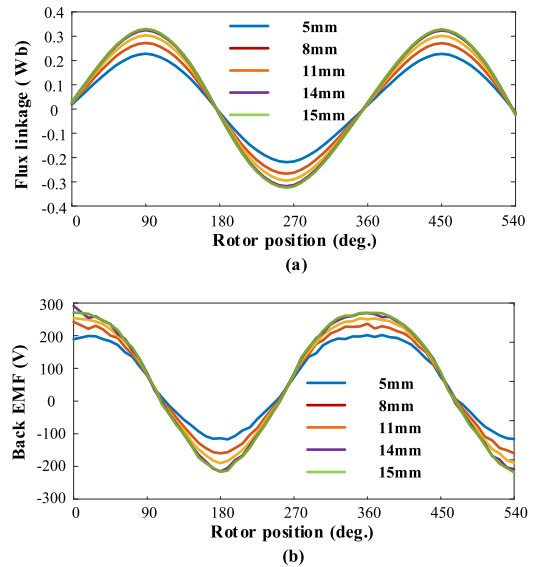 0.4
0.3
0.2
0.1
0
-0.1
-0.2
-0.3
-0.4
Flux linkage ( Wb)
5mm
8mm
11mm
14mm
15mm
0 90 180 270 360 450 540
Rotor position (deg.)
(a)
300
200
100
0
-100
-200
-300
Back EMF (V)
5mm
8mm
11mm
14mm
15mm
0 90 180 270 360 450 540
Rotor position (deg.)
(b)